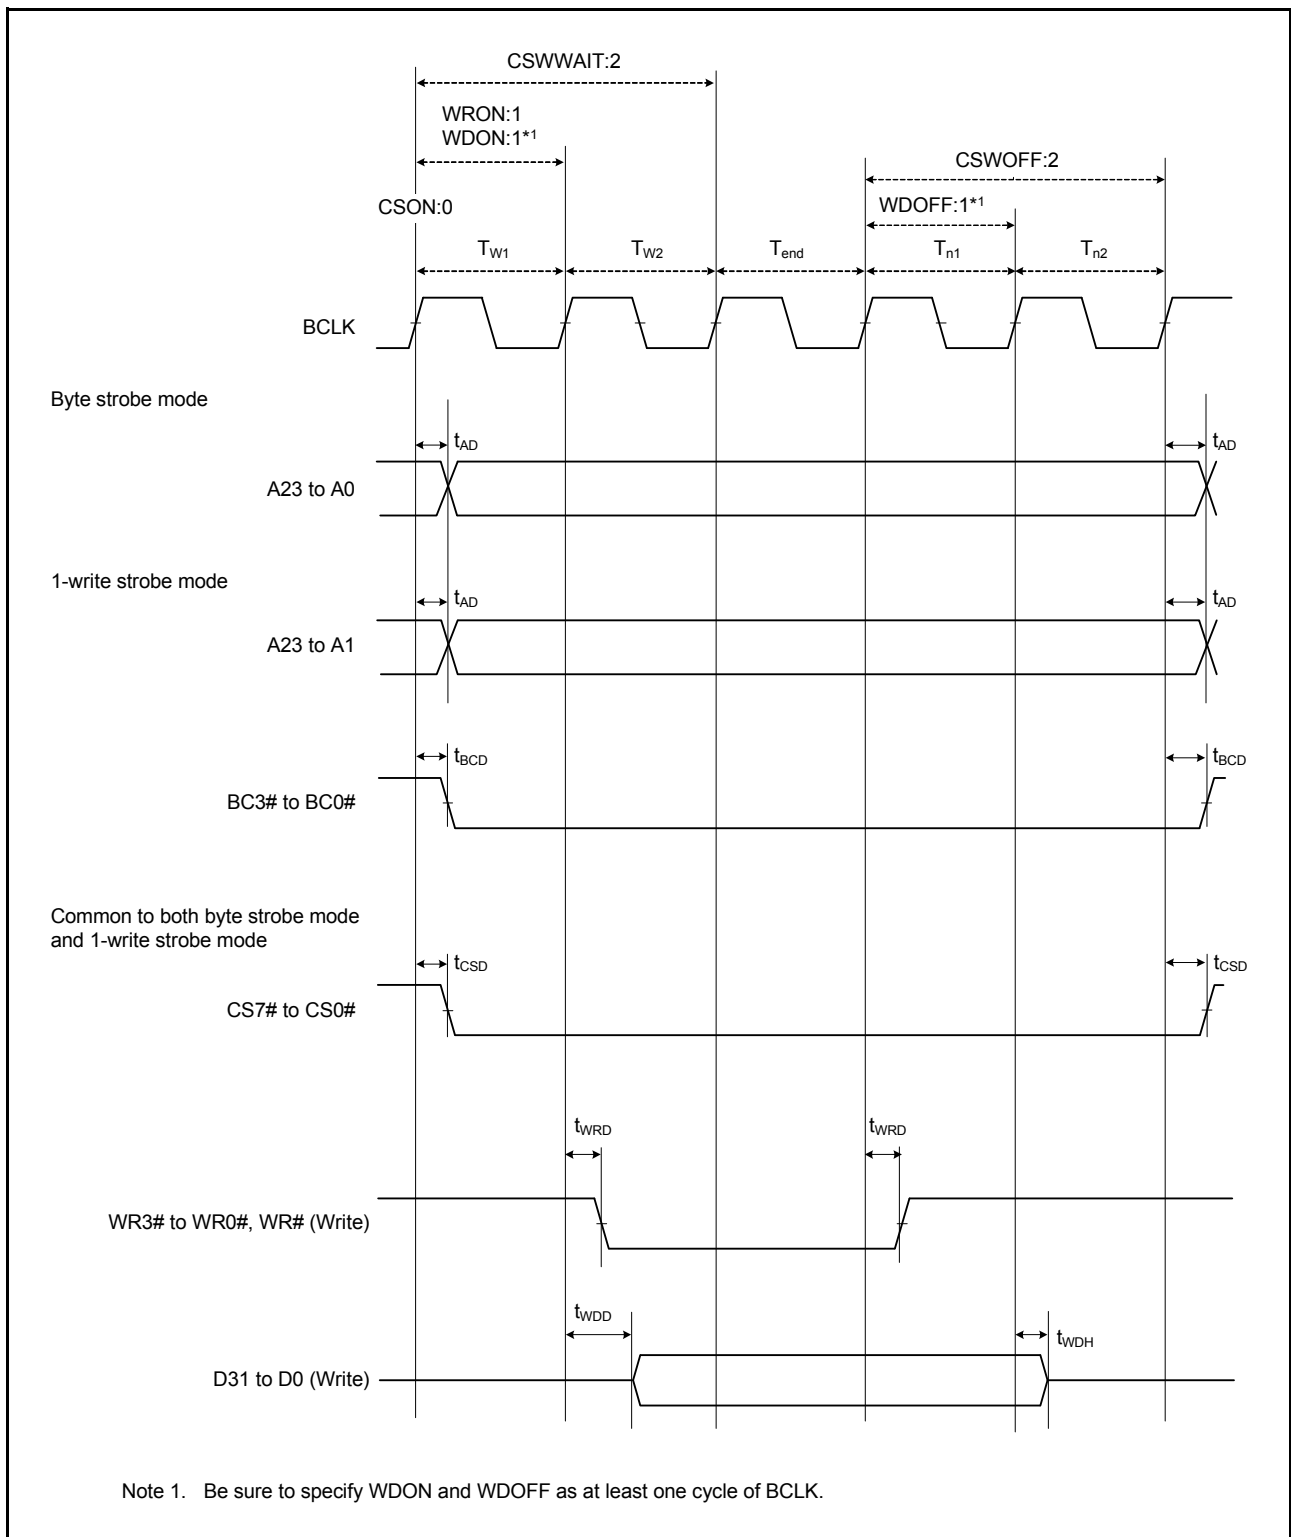 CSWWAIT:2
WRON:1
WDON:1*1
CSWOFF:2
CSON:0
WDOFF:1*1
TW1
TW2
Tend
Tn1
Tn2
BCLK
Byte strobe mode
tAD
tAD
A23 to A0
1-write strobe mode
tAD
tAD
A23 to A1
tBCD
tBCD
BC3# to BC0#
Common to both byte strobe mode
and 1-write strobe mode
tCSD
tCSD
CS7# to CS0#
tWRD
tWRD
WR3# to WR0#, WR# (Write)
tWDD
tWDH
D31 to D0 (Write)
Note 1. Be sure to specify WDON and WDOFF as at least one cycle of BCLK.